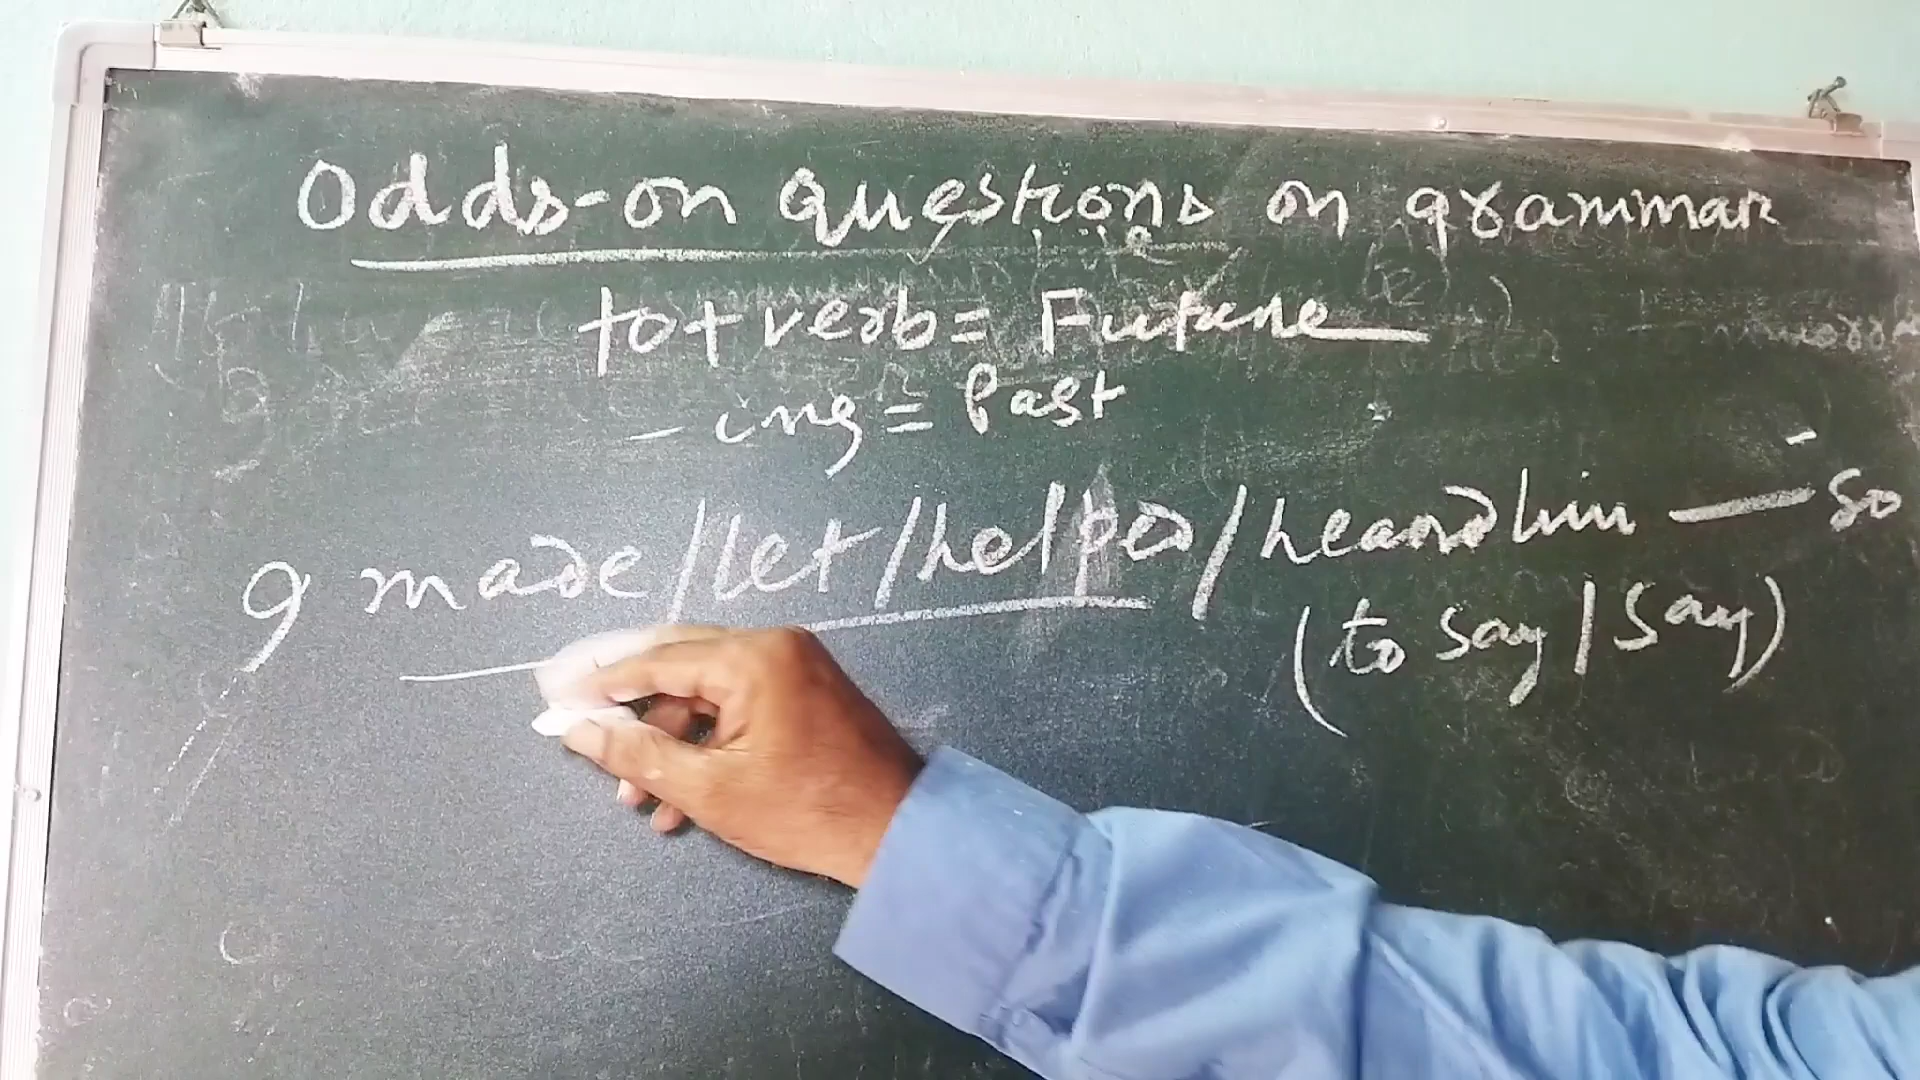 Odds-on questions on grammar
to + verb = Future
- ing = Past
I made / let / helped / heard him — so
(to say / say)